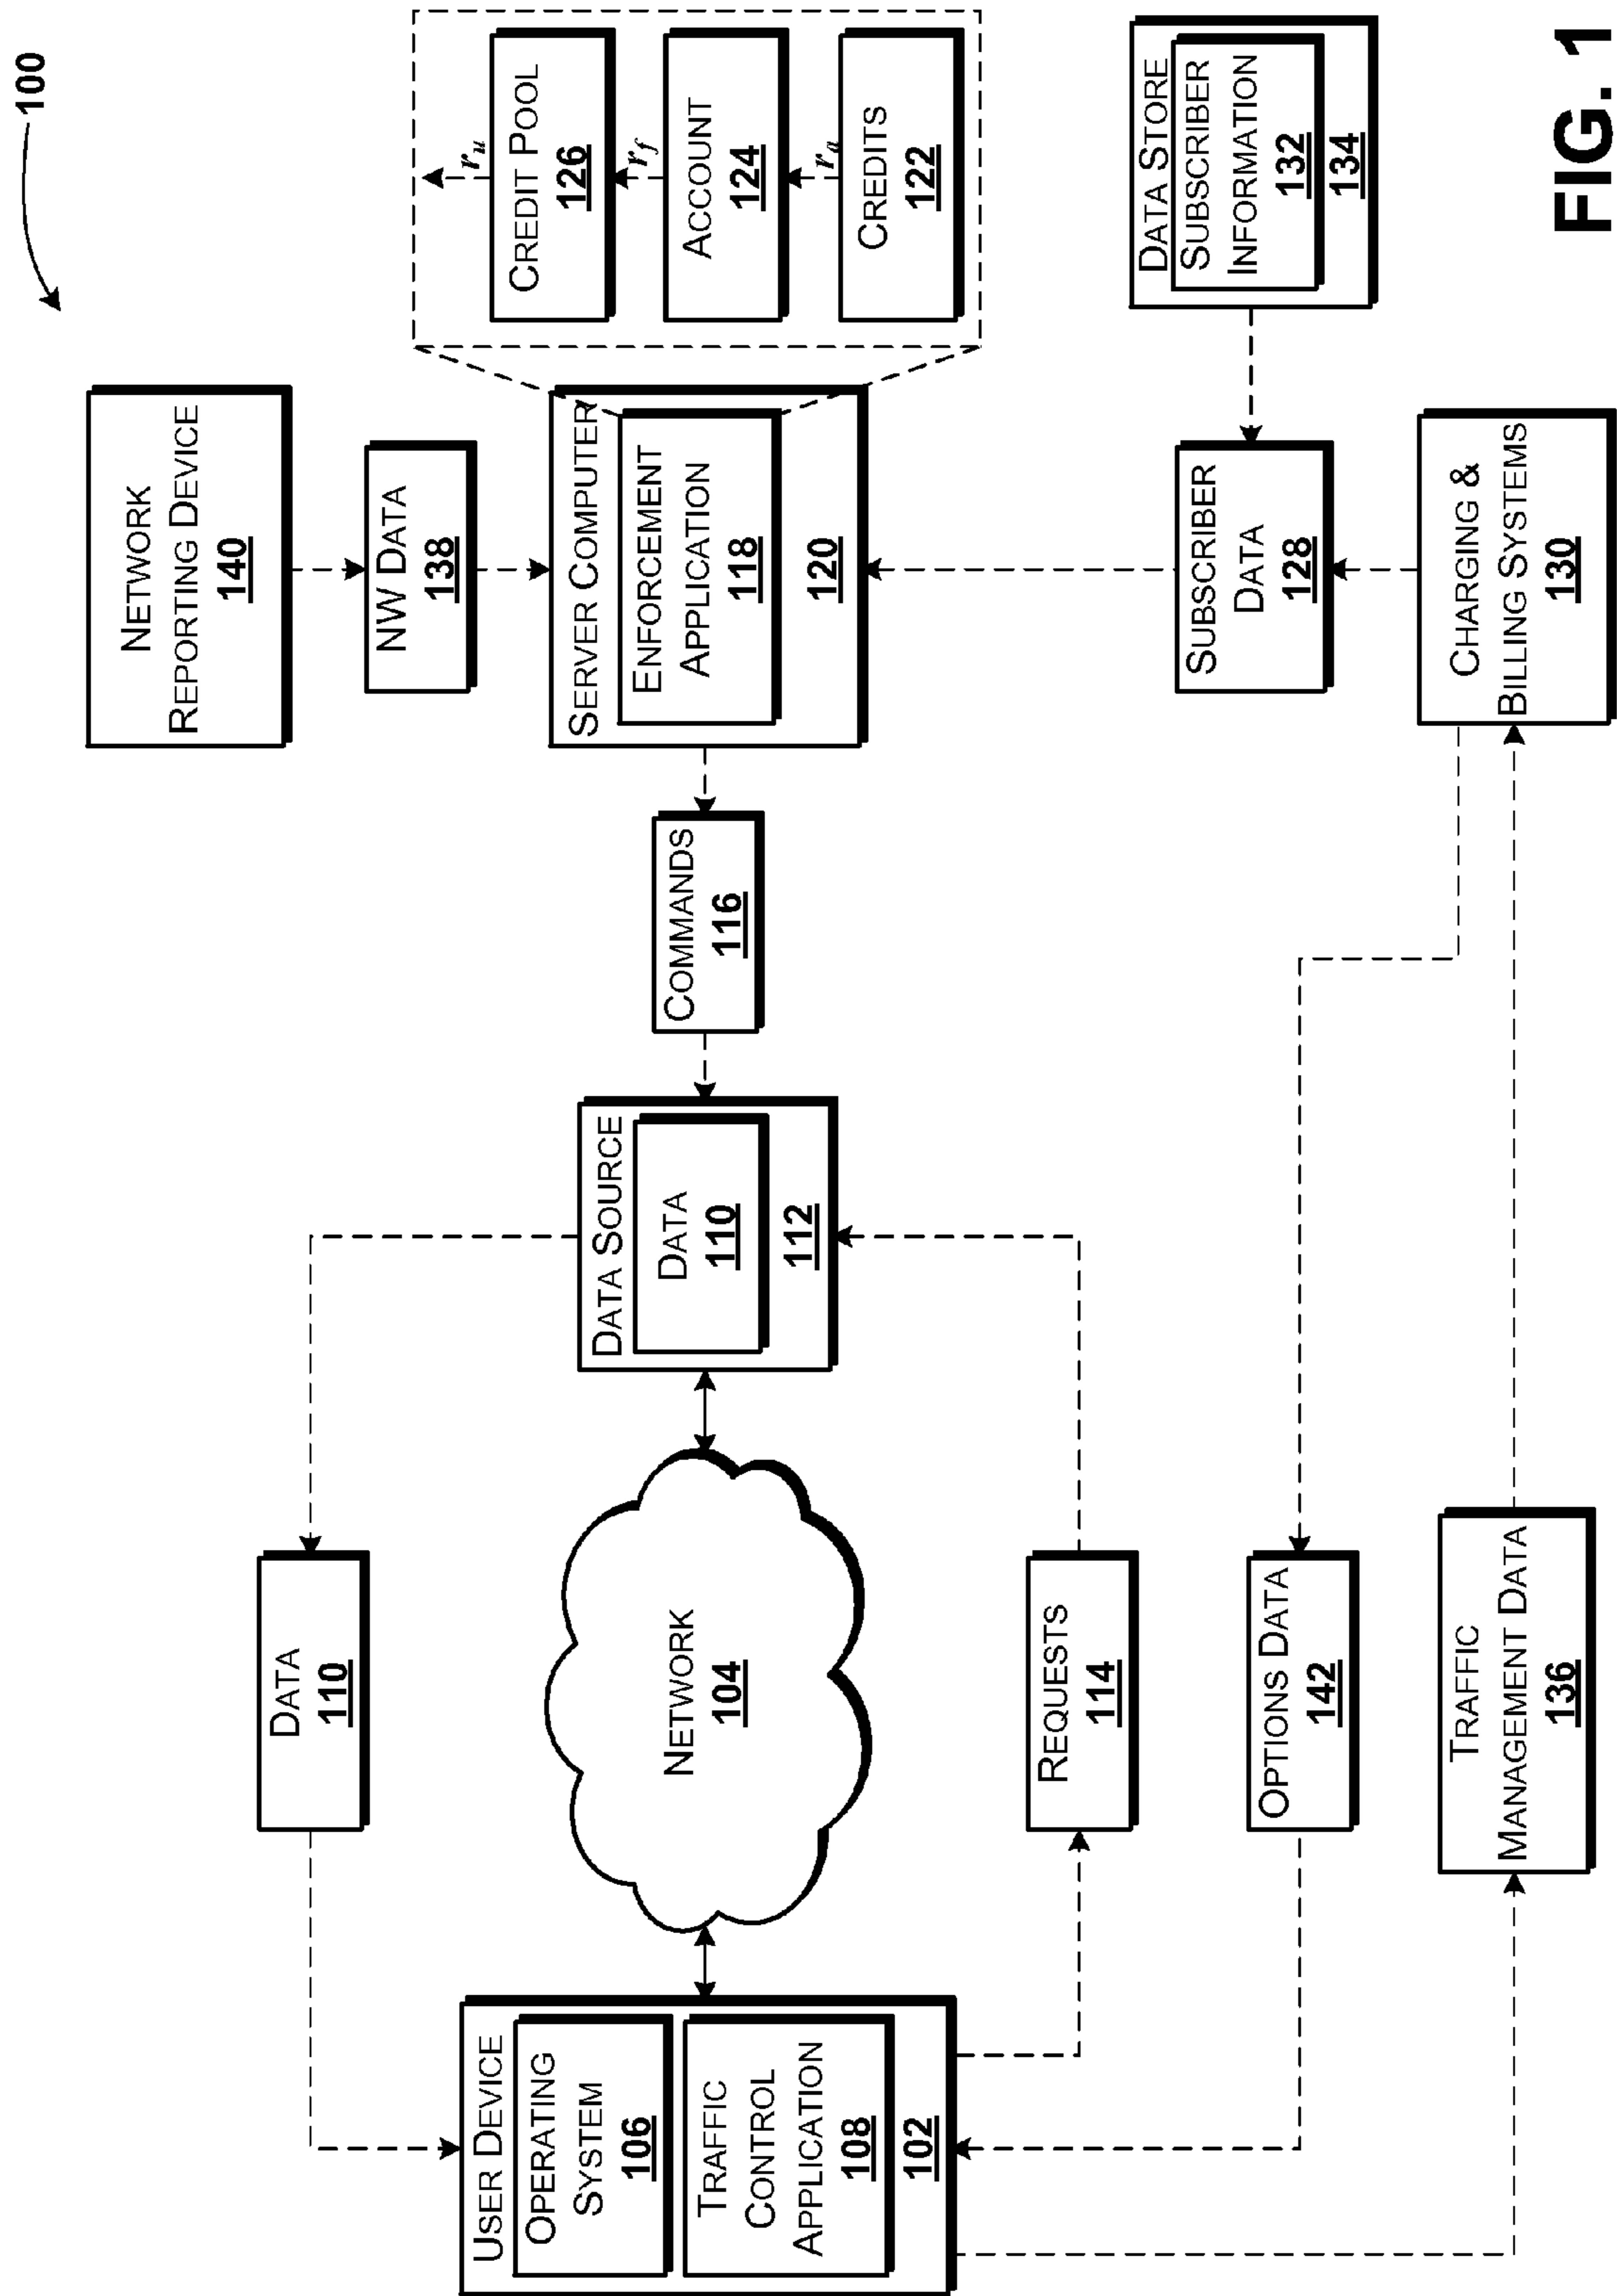 100
NETWORK
REPORTING DEVICE
140
NW DATA
138
SERVER COMPUTER
ENFORCEMENT
APPLICATION
118
120
r_u
CREDIT POOL
126
r_f
ACCOUNT
124
r_a
CREDITS
122
DATA STORE
SUBSCRIBER
INFORMATION
132
134
SUBSCRIBER
DATA
128
CHARGING &
BILLING SYSTEMS
130
COMMANDS
116
DATA SOURCE
DATA
110
112
DATA
110
NETWORK
104
REQUESTS
114
OPTIONS DATA
142
TRAFFIC
MANAGEMENT DATA
136
USER DEVICE
OPERATING
SYSTEM
106
TRAFFIC
CONTROL
APPLICATION
108
102
FIG. 1